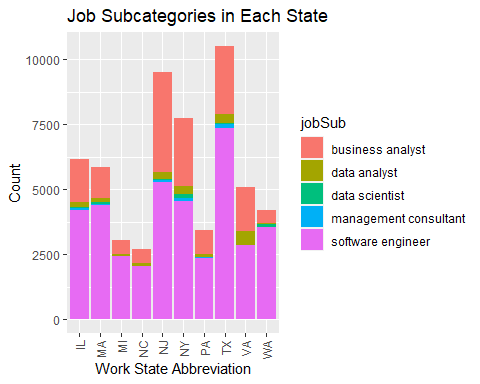 Job Subcategories in Each State
10000
7500
5000
2500
0
Count
IL MA MI NC NJ NY PA TX VA WA
Work State Abbreviation
jobSub
business analyst
data analyst
data scientist
management consultant
software engineer